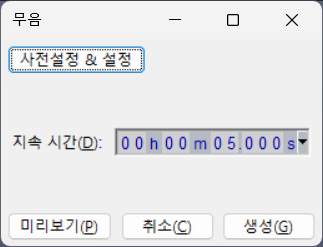 무음
사전설정 & 설정
지속 시간(D): 00h00m05.000s
미리보기(P) 취소(C) 생성(G)